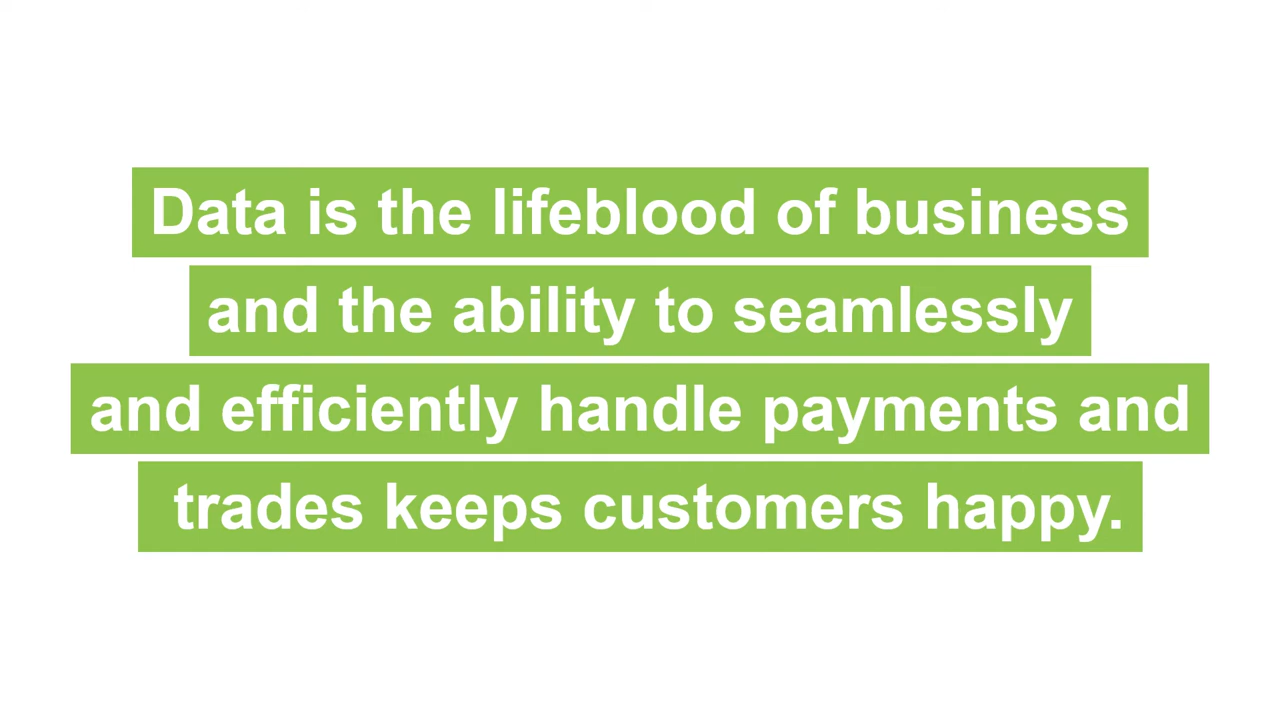 Data is the lifeblood of business
and the ability to seamlessly
and efficiently handle payments and
trades keeps customers happy.